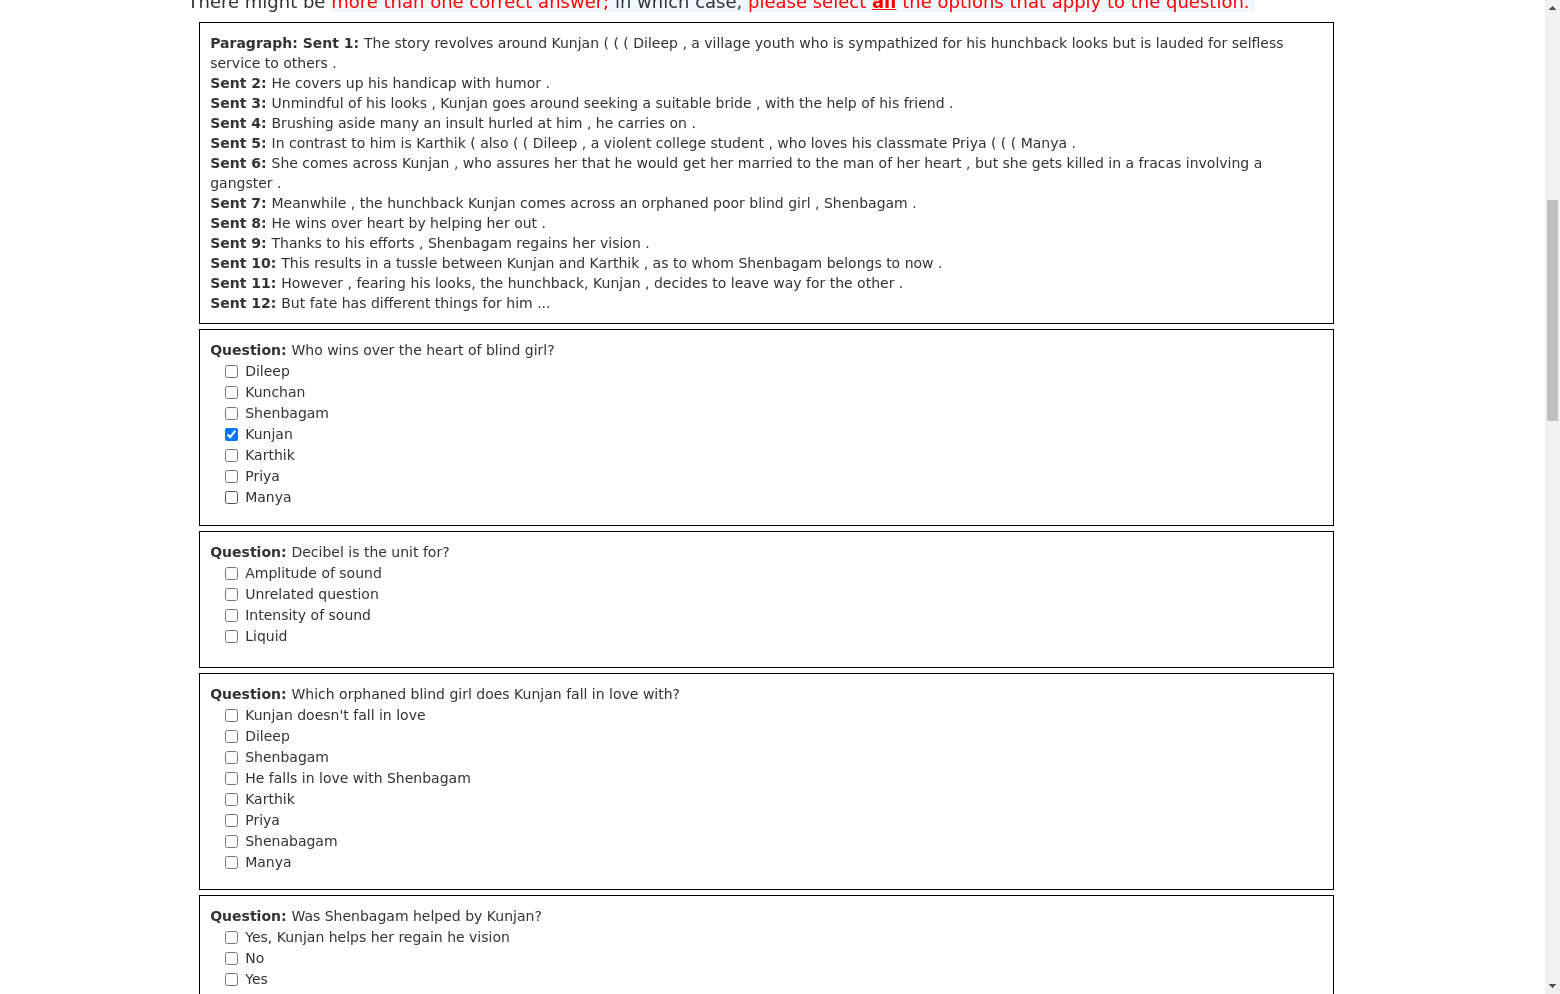 There might be more than one correct answer; in which case, please select all the options that apply to the question.
Paragraph: Sent 1: The story revolves around Kunjan ( ( ( Dileep , a village youth who is sympathized for his hunchback looks but is lauded for selfless
service to others .
Sent 2: He covers up his handicap with humor .
Sent 3: Unmindful of his looks , Kunjan goes around seeking a suitable bride , with the help of his friend .
Sent 4: Brushing aside many an insult hurled at him , he carries on .
Sent 5: In contrast to him is Karthik ( also ( ( Dileep , a violent college student , who loves his classmate Priya ( ( ( Manya .
Sent 6: She comes across Kunjan , who assures her that he would get her married to the man of her heart , but she gets killed in a fracas involving a
gangster .
Sent 7: Meanwhile , the hunchback Kunjan comes across an orphaned poor blind girl , Shenbagam .
Sent 8: He wins over heart by helping her out .
Sent 9: Thanks to his efforts , Shenbagam regains her vision .
Sent 10: This results in a tussle between Kunjan and Karthik , as to whom Shenbagam belongs to now .
Sent 11: However , fearing his looks, the hunchback, Kunjan , decides to leave way for the other .
Sent 12: But fate has different things for him ...
Question: Who wins over the heart of blind girl?
Dileep
Kunchan
Shenbagam
Kunjan
Karthik
Priya
Manya
Question: Decibel is the unit for?
Amplitude of sound
Unrelated question
Intensity of sound
Liquid
Question: Which orphaned blind girl does Kunjan fall in love with?
Kunjan doesn't fall in love
Dileep
Shenbagam
He falls in love with Shenbagam
Karthik
Priya
Shenabagam
Manya
Question: Was Shenbagam helped by Kunjan?
Yes, Kunjan helps her regain he vision
No
Yes